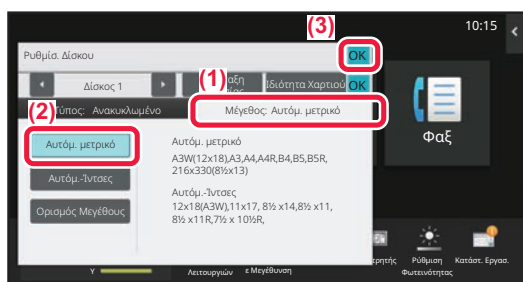 (3)
10:15
Ρυθμίσ. Δίσκου
OK
Δίσκος 1
(1)
Ιδιότητα Χαρτιού
OK
(2)
Τύπος: Ανακυκλωμένο
Μέγεθος: Αυτόμ. μετρικό
Φαξ
Αυτόμ. μετρικό
Αυτόμ. μετρικό
A3W(12x18),A3,A4,A4R,B4,B5,B5R,
216x330(8½x13)
Αυτόμ.-Ίντσες
Αυτόμ.-Ίντσες
12x18(A3W),11x17, 8½ x14,8½ x11,
8½ x11R,7½ x 10½R,
Ορισμός Μεγέθους
Ρύθμιση
Φωτεινότητας
Κατάστ. Εργασ.
Y
Λειτουργιών
ε Μεγέθυνση